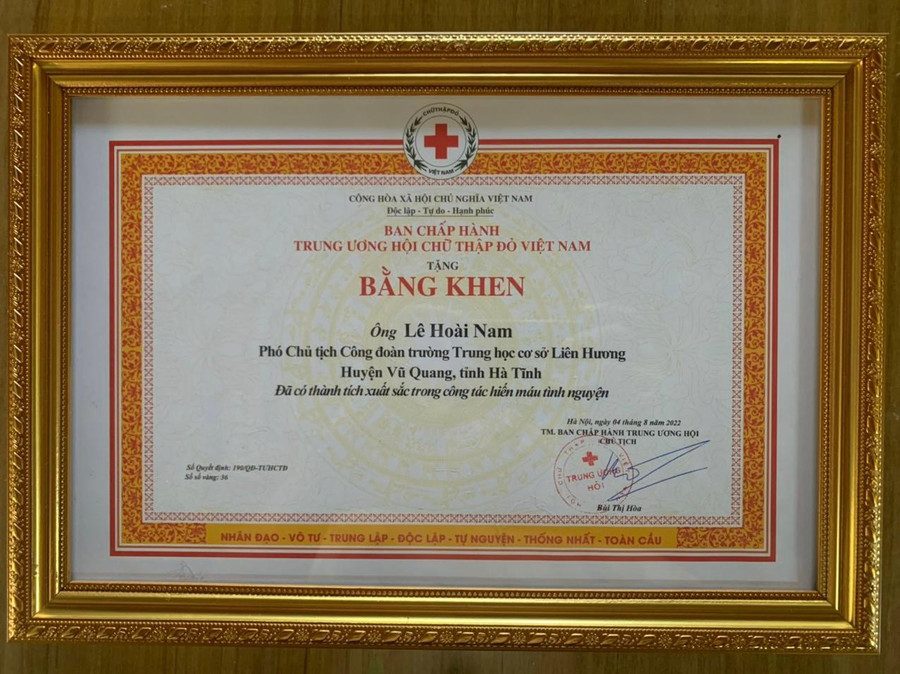 CHỮ THẬP ĐỎ
VIỆT NAM
CỘNG HÒA XÃ HỘI CHỦ NGHĨA VIỆT NAM
Độc lập - Tự do - Hạnh phúc
BAN CHẤP HÀNH
TRUNG ƯƠNG HỘI CHỮ THẬP ĐỎ VIỆT NAM
TẶNG
BẰNG KHEN
Ông Lê Hoài Nam
Phó Chủ tịch Công đoàn trường Trung học cơ sở Liên Hương
Huyện Vũ Quang, tỉnh Hà Tĩnh
Đã có thành tích xuất sắc trong công tác hiến máu tình nguyện
Hà Nội, ngày 04 tháng 8 năm 2022
TM. BAN CHẤP HÀNH TRUNG ƯƠNG HỘI
CHỦ TỊCH
TRUNG ƯƠNG
HỘI
Số Quyết định: 190/QĐ-TƯHCTĐ
Số sổ vàng: 36
Bùi Thị Hòa
NHÂN ĐẠO - VÔ TƯ - TRUNG LẬP - ĐỘC LẬP - TỰ NGUYỆN - THỐNG NHẤT - TOÀN CẦU